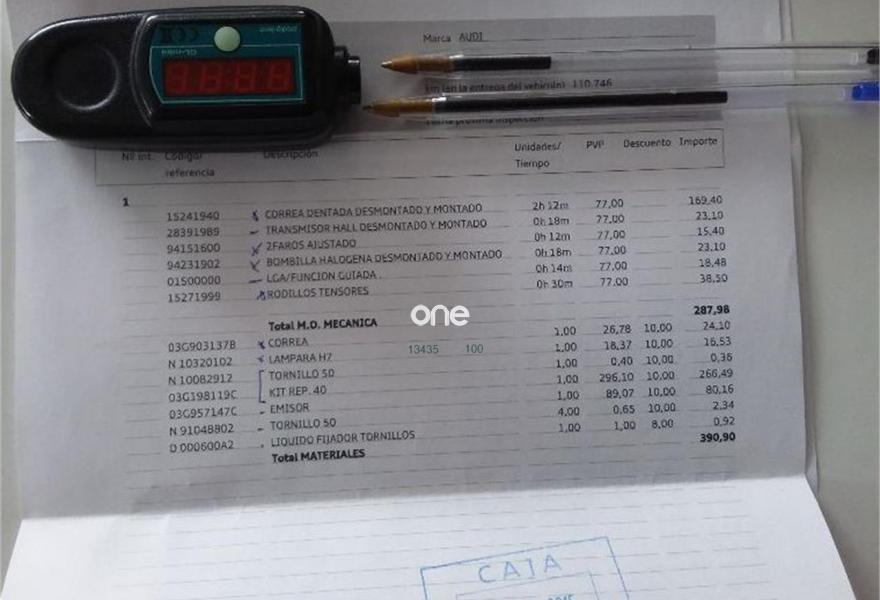 Marca AUDI
km (en la entrega del vehículo) 110.746
Fecha próxima inspección
Nº int. Código/ Descripción Unidades/ PVP Descuento Importe
referencia Tiempo
1
15241940 CORREA DENTADA DESMONTADO Y MONTADO 2h 12m 77,00 169,40
28391989 TRANSMISOR HALL DESMONTADO Y MONTADO 0h 18m 77,00 23,10
94151600 2FAROS AJUSTADO 0h 12m 77,00 15,40
94231902 BOMBILLA HALOGENA DESMONTADO Y MONTADO 0h 18m 77,00 23,10
01500000 LGA/FUNCION GUIADA. 0h 14m 77,00 18,48
15271999 RODILLOS TENSORES 0h 30m 77,00 38,50
Total M.O. MECANICA 287,98
03G903137B CORREA 1,00 26,78 10,00 24,10
N 10320102 LAMPARA H7 1,00 18,37 10,00 16,53
N 10082912 TORNILLO 50 1,00 0,40 10,00 0,36
03G198119C KIT REP. 40 1,00 296,10 10,00 266,49
03G957147C EMISOR 1,00 89,07 10,00 80,16
N 91048802 TORNILLO 50 4,00 0,65 10,00 2,34
D 000600A2 LIQUIDO FIJADOR TORNILLOS 1,00 1,00 8,00 0,92
Total MATERIALES 390,90
one
13435 100
CAJA